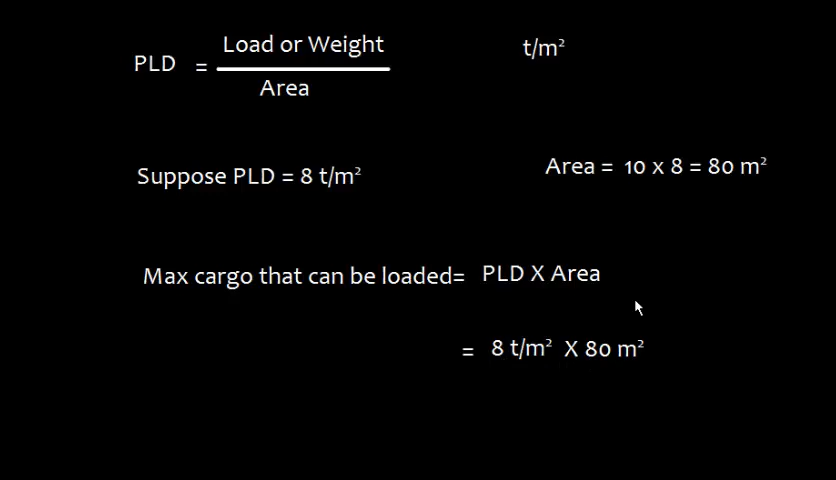 PLD = Load or Weight t/m²
Area
Suppose PLD = 8 t/m² Area = 10 x 8 = 80 m²
Max cargo that can be loaded= PLD X Area
= 8 t/m² X 80 m²